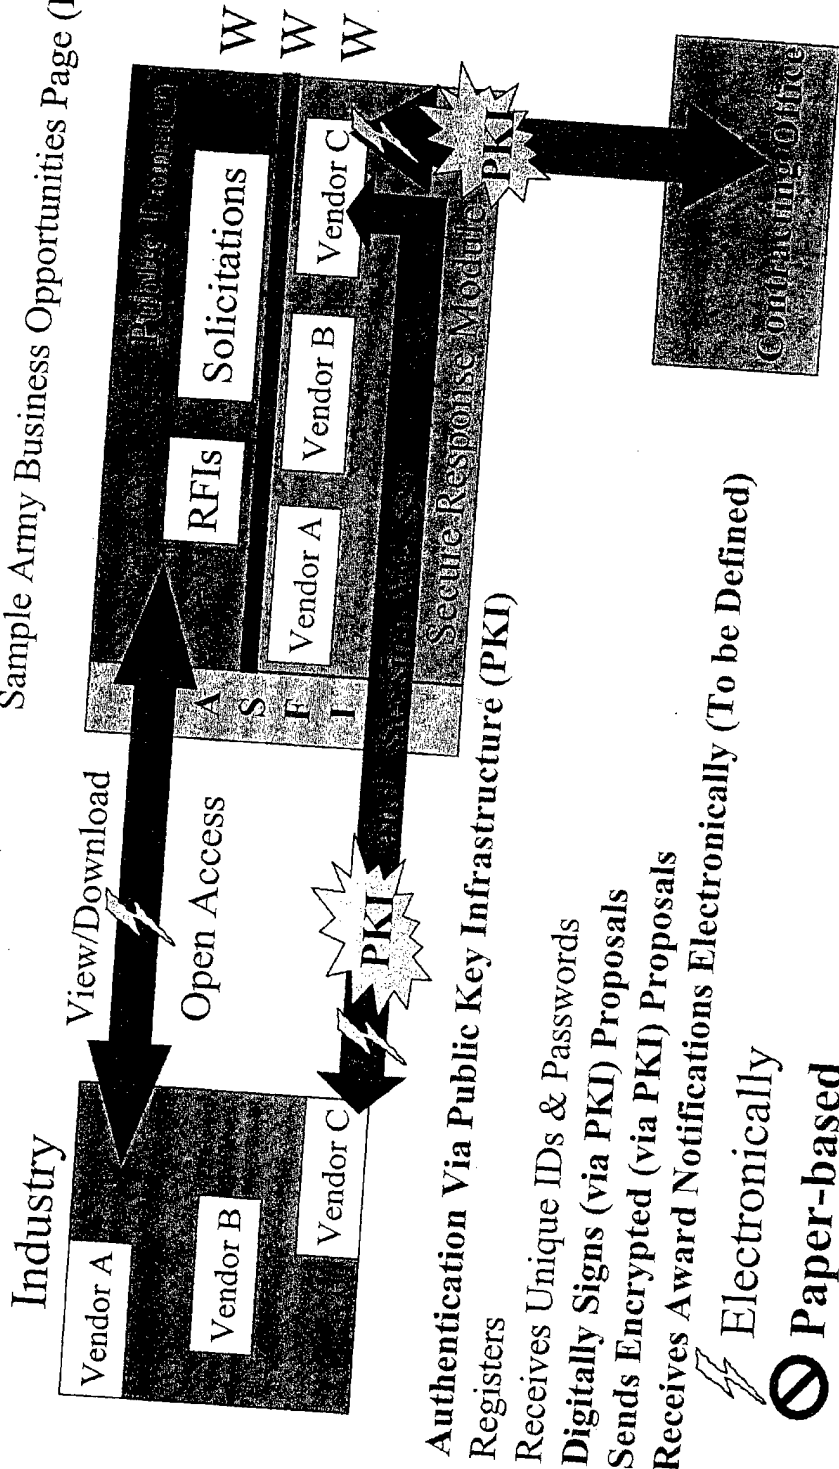 Sample Army Business Opportunities Page (
Industry
Vendor A
Vendor B
Vendor C
View/Download
Open Access
PKI
A
S
F
I
Public Domain
RFIs
Solicitations
Vendor A
Vendor B
Vendor C
Secure Response Module
W
W
W
PKI
Contracting Office
Authentication Via Public Key Infrastructure (PKI)
Registers
Receives Unique IDs & Passwords
Digitally Signs (via PKI) Proposals
Sends Encrypted (via PKI) Proposals
Receives Award Notifications Electronically (To be Defined)
Electronically
Paper-based